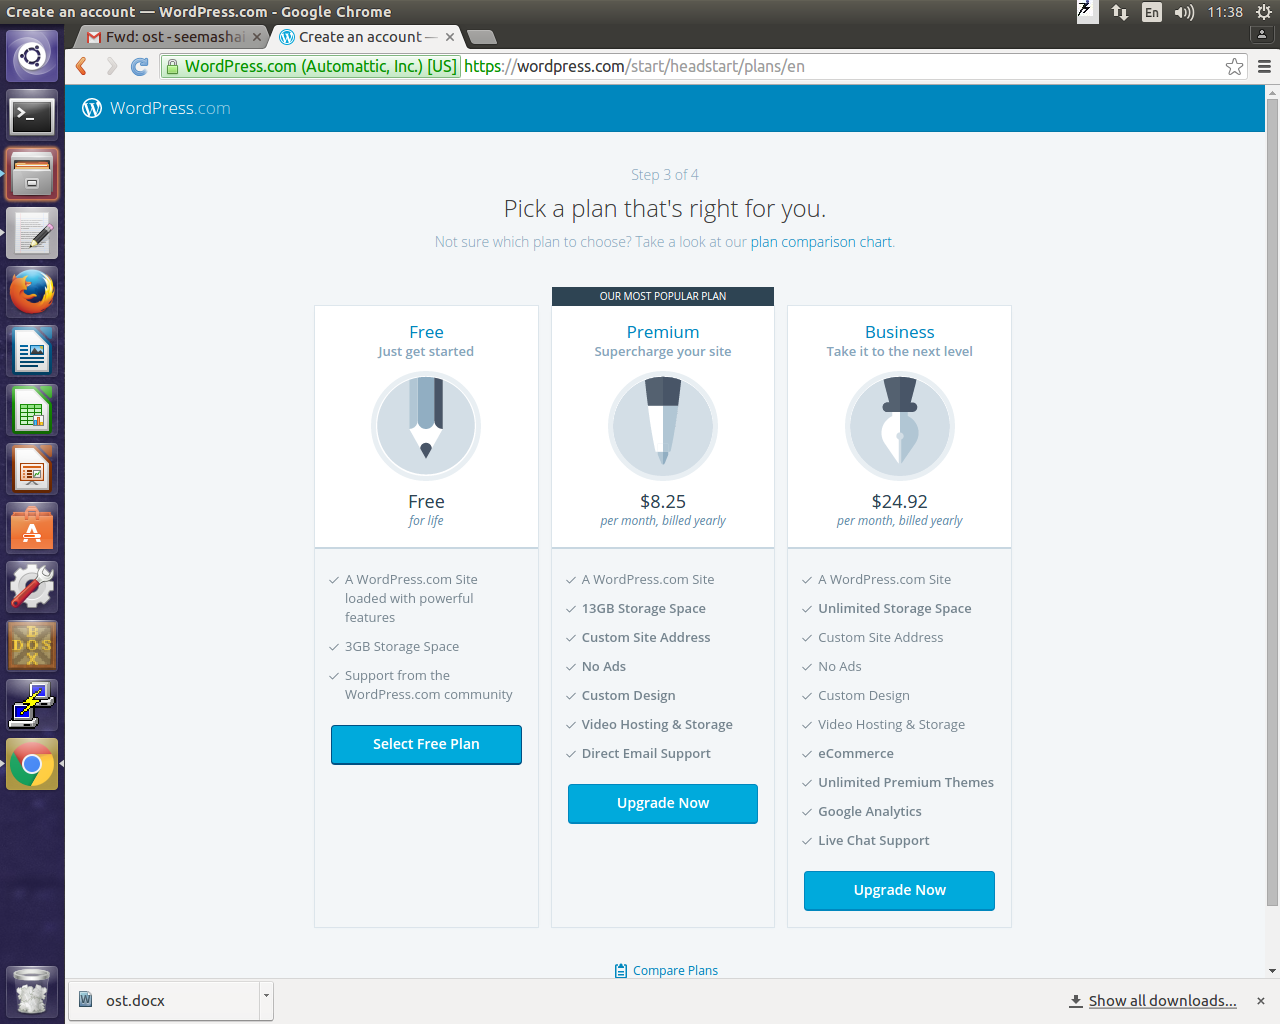 Create an account — WordPress.com - Google Chrome
En
11:38
Fwd: ost - seemashai
Create an account —
WordPress.com (Automattic, Inc.) [US]
https://wordpress.com/start/headstart/plans/en
WordPress.com
Step 3 of 4
Pick a plan that's right for you.
Not sure which plan to choose? Take a look at our plan comparison chart.
OUR MOST POPULAR PLAN
Free
Just get started
Free
for life
A WordPress.com Site
loaded with powerful
features
3GB Storage Space
Support from the
WordPress.com community
Select Free Plan
Premium
Supercharge your site
$8.25
per month, billed yearly
A WordPress.com Site
13GB Storage Space
Custom Site Address
No Ads
Custom Design
Video Hosting & Storage
Direct Email Support
Upgrade Now
Business
Take it to the next level
$24.92
per month, billed yearly
A WordPress.com Site
Unlimited Storage Space
Custom Site Address
No Ads
Custom Design
Video Hosting & Storage
eCommerce
Unlimited Premium Themes
Google Analytics
Live Chat Support
Upgrade Now
Compare Plans
ost.docx
Show all downloads...